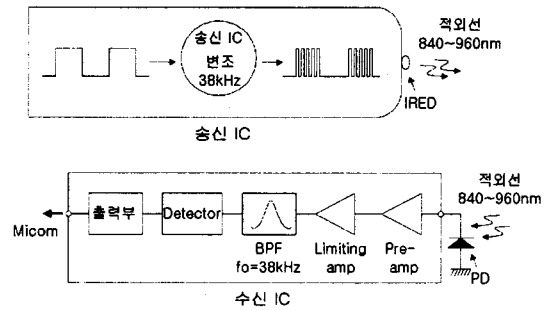 송신 IC
변조
38kHz
적외선
840~960nm
IRED
송신 IC
적외선
840~960nm
출력부
Detector
Micom
BPF
fo=38kHz
Limiting
amp
Pre-
amp
PD
수신 IC